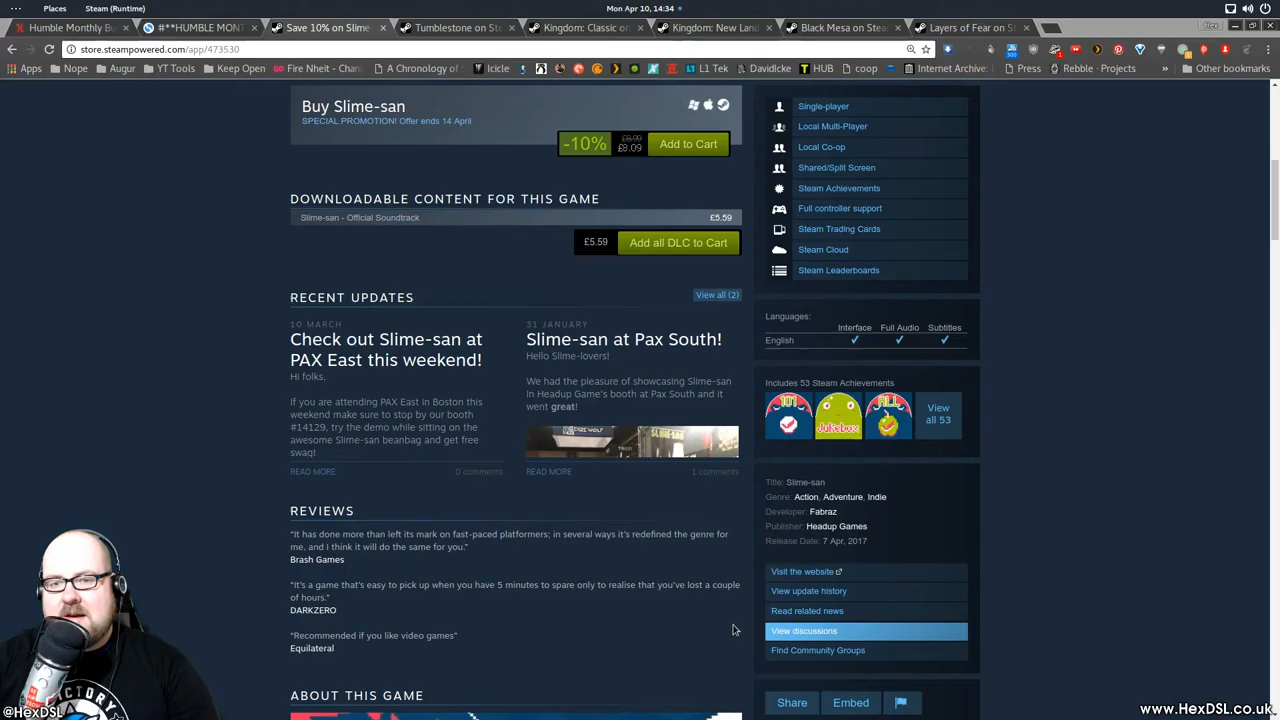 Places
Steam (Runtime)
Mon Apr 10, 14:34
Humble Monthly Bu
#**HUMBLE MONT
Save 10% on Slime-
Tumblestone on Ste
Kingdom: Classic on
Kingdom: New Land
Black Mesa on Stea
Layers of Fear on St
Hex
store.steampowered.com/app/473530
Apps
Nope
Augur
YT Tools
Keep Open
Fire Nheit - Chan
A Chronology of
Icicle
L1 Tek
DavidIcke
HUB
coop
Internet Archive:
Press
Rebble · Projects
»
Other bookmarks
Buy Slime-san
SPECIAL PROMOTION! Offer ends 14 April
-10%
£8.99
£8.09
Add to Cart
DOWNLOADABLE CONTENT FOR THIS GAME
Slime-san - Official Soundtrack
£5.59
£5.59
Add all DLC to Cart
RECENT UPDATES
View all (2)
10 MARCH
Check out Slime-san at
PAX East this weekend!
Hi folks,
If you are attending PAX East in Boston this
weekend make sure to stop by our booth
#14129, try the demo while sitting on the
awesome Slime-san beanbag and get free
swag!
READ MORE
0 comments
31 JANUARY
Slime-san at Pax South!
Hello Slime-lovers!
We had the pleasure of showcasing Slime-san
in Headup Game's booth at Pax South and it
went great!
READ MORE
1 comments
REVIEWS
“It has done more than left its mark on fast-paced platformers; in several ways it's redefined the genre for
me, and I think it will do the same for you.”
Brash Games
“It's a game that's easy to pick up when you have 5 minutes to spare only to realise that you've lost a couple
of hours.”
DARKZERO
“Recommended if you like video games”
Equilateral
ABOUT THIS GAME
Single-player
Local Multi-Player
Local Co-op
Shared/Split Screen
Steam Achievements
Full controller support
Steam Trading Cards
Steam Cloud
Steam Leaderboards
Languages:
Interface
Full Audio
Subtitles
English
Includes 53 Steam Achievements
101
Jukebox
ALL
View
all 53
Title: Slime-san
Genre: Action, Adventure, Indie
Developer: Fabraz
Publisher: Headup Games
Release Date: 7 Apr, 2017
Visit the website
View update history
Read related news
View discussions
Find Community Groups
Share
Embed
@HexDSL
www.HexDSL.co.uk